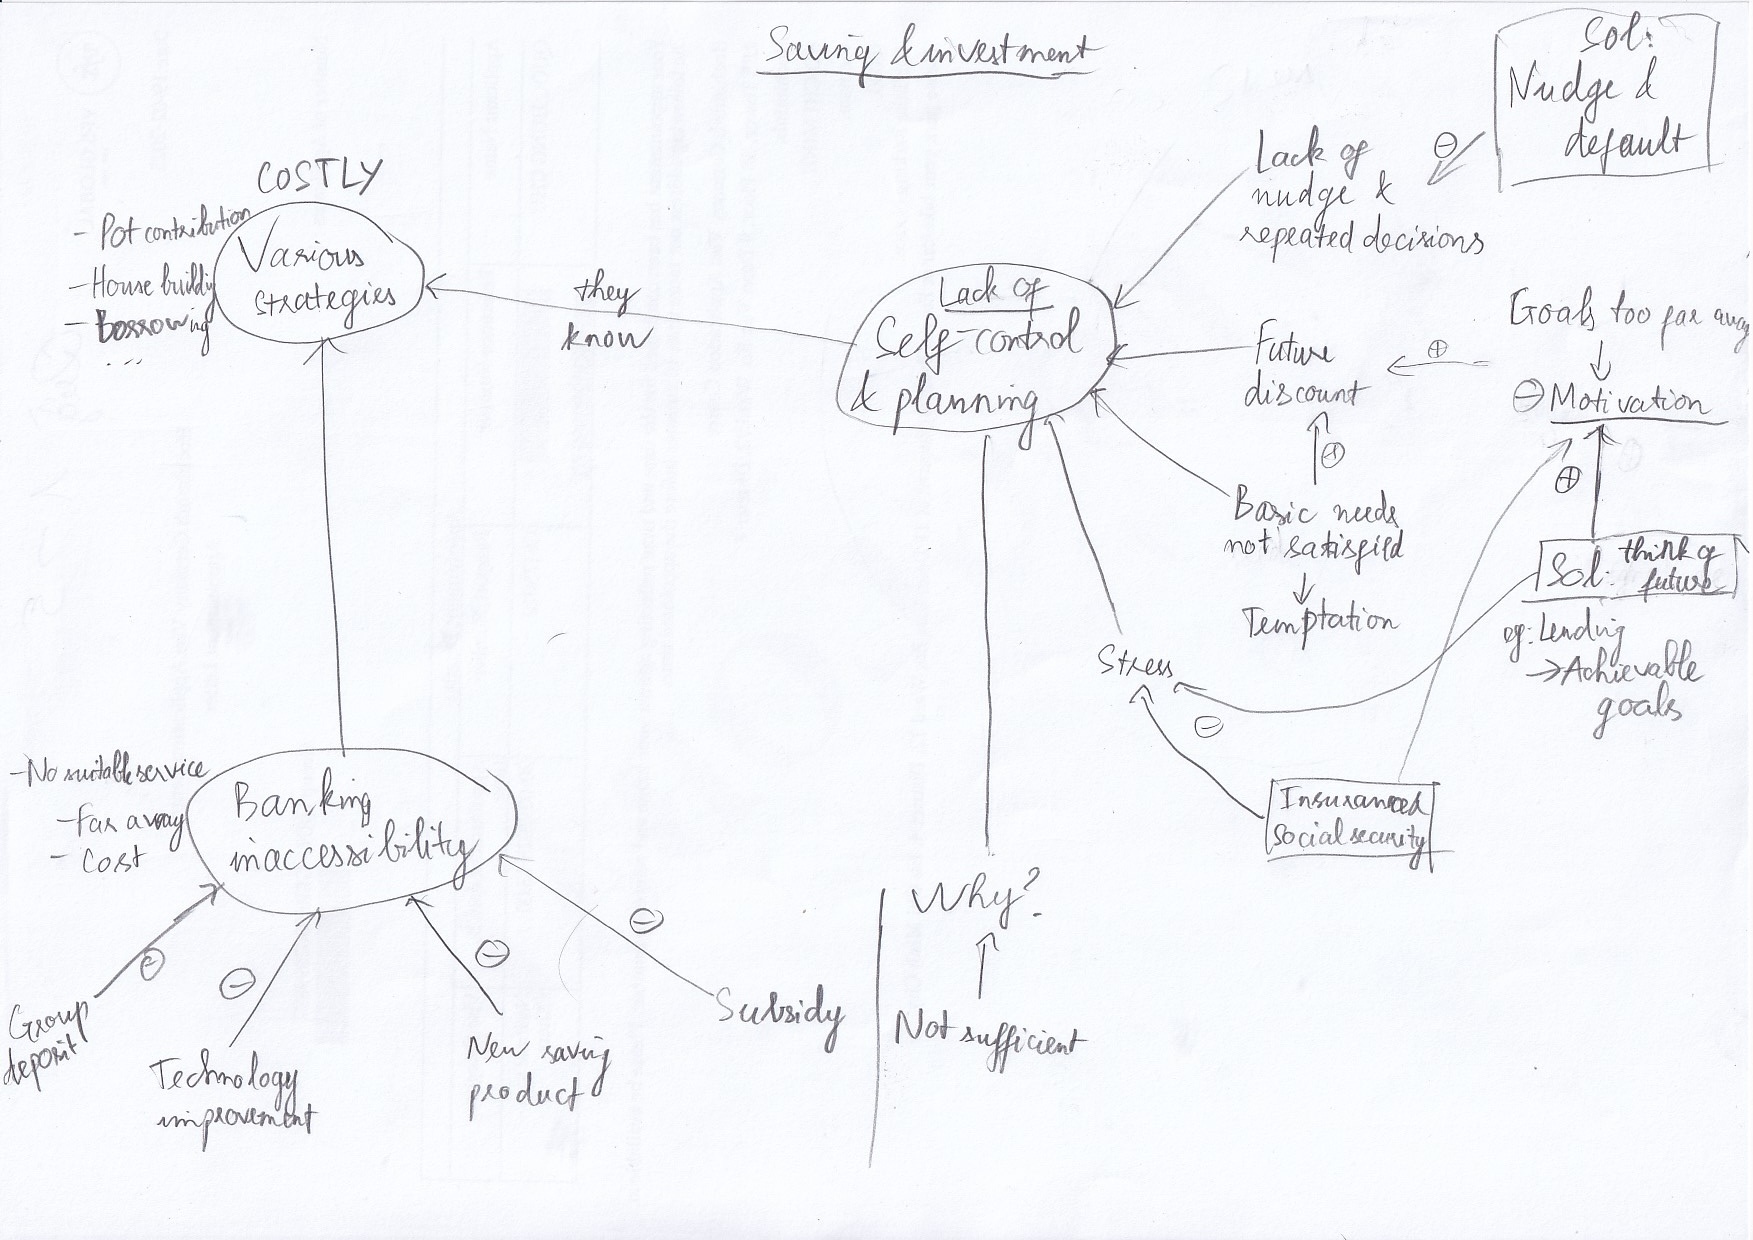 Saving & investment
Sol:
Nudge &
default
Lack of
nudge &
repeated decisions
⊖
COSTLY
- Pot contribution
- House building
- Borrowing
...
Various
strategies
they
know
Lack of
Self-control
& planning
Future
discount
⊕
Goals too far away
↓
⊖ Motivation
⊕
⊕
Basic needs
not satisfied
↓
Temptation
Sol: think of
future
eg: Lending
→ Achievable
goals
Stress
⊖
Insurance &
Social security
- No suitable service
- Far away
- Cost
Banking
inaccessibility
⊖
⊖
⊖
⊖
Group
deposit
Technology
improvement
New saving
product
Subsidy
Why?
Not sufficient